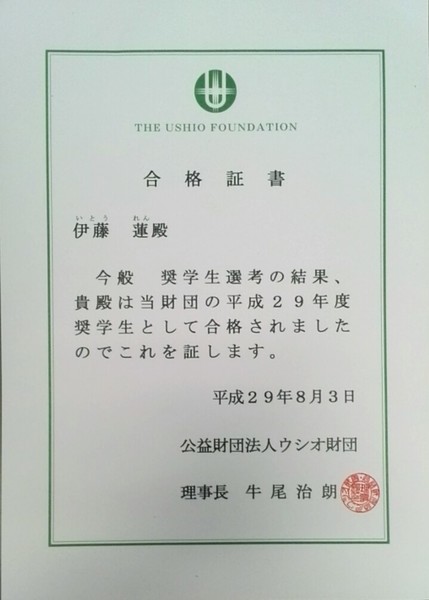 THE USHIO FOUNDATION
合格証書
いとう れん
伊藤 蓮殿
今般 奨学生選考の結果、
貴殿は当財団の平成29年度
奨学生として合格されました
のでこれを証します。
平成29年8月3日
公益財団法人ウシオ財団
理事長 牛尾治朗